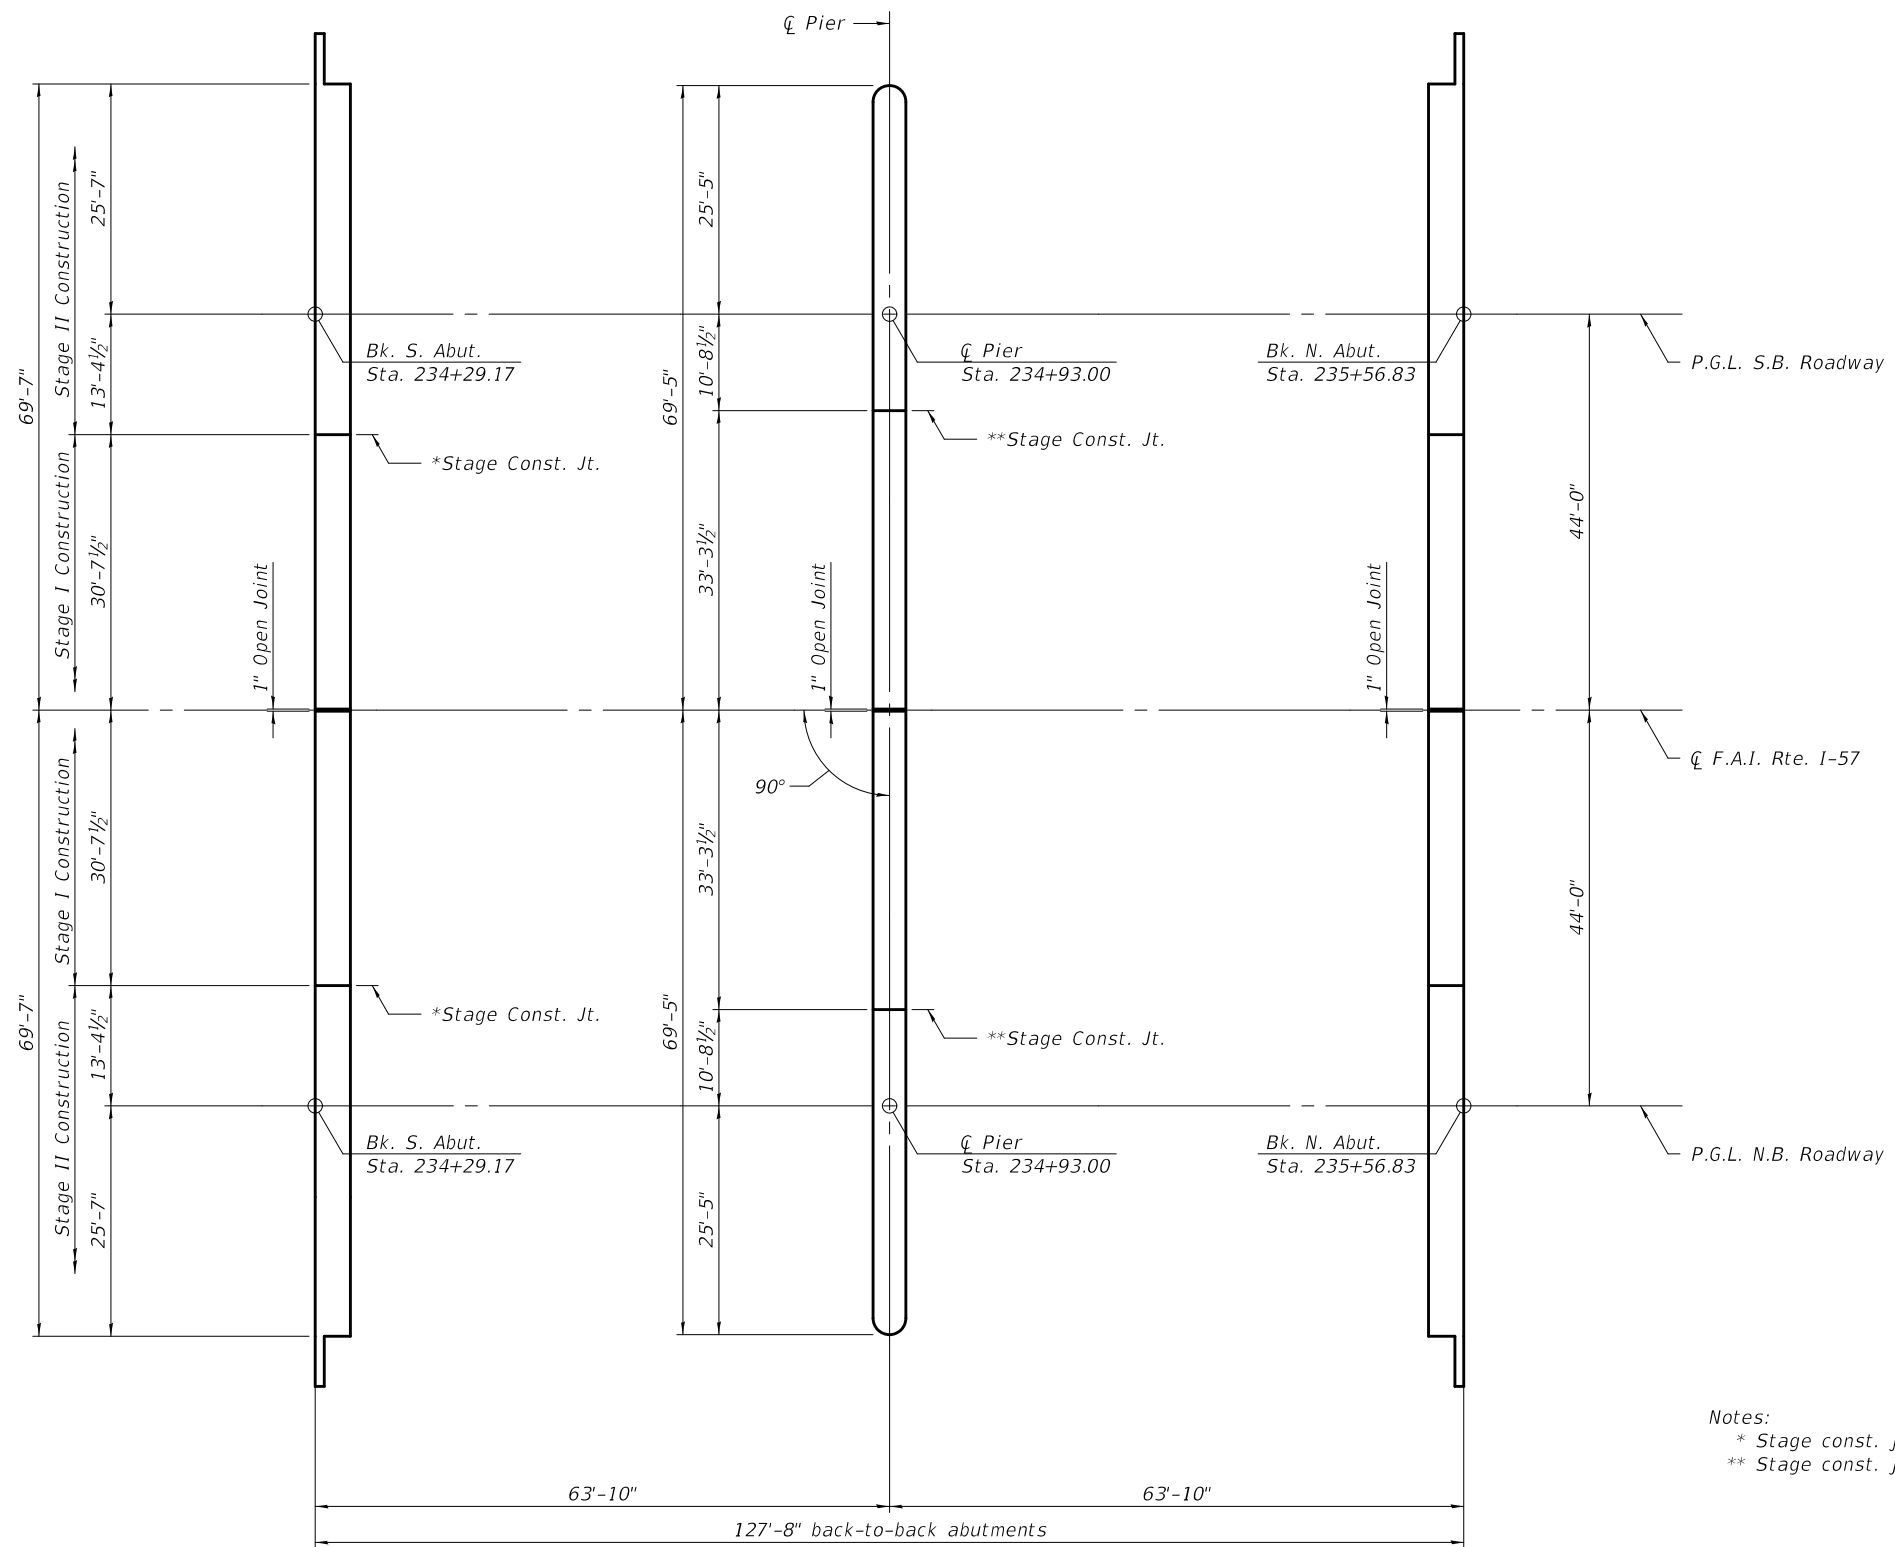 ℄ Pier
69'-7"
Stage II Construction
25'-7"
13'-4½"
Stage I Construction
30'-7½"
69'-5"
25'-5"
10'-8½"
33'-3½"
Bk. S. Abut.
Sta. 234+29.17
℄ Pier
Sta. 234+93.00
Bk. N. Abut.
Sta. 235+56.83
P.G.L. S.B. Roadway
*Stage Const. Jt.
**Stage Const. Jt.
44'-0"
1" Open Joint
1" Open Joint
1" Open Joint
℄ F.A.I. Rte. I-57
90°
69'-7"
Stage I Construction
30'-7½"
Stage II Construction
13'-4½"
25'-7"
69'-5"
33'-3½"
10'-8½"
25'-5"
44'-0"
*Stage Const. Jt.
**Stage Const. Jt.
Bk. S. Abut.
Sta. 234+29.17
℄ Pier
Sta. 234+93.00
Bk. N. Abut.
Sta. 235+56.83
P.G.L. N.B. Roadway
Notes:
* Stage const.
** Stage const.
63'-10"
63'-10"
127'-8" back-to-back abutments